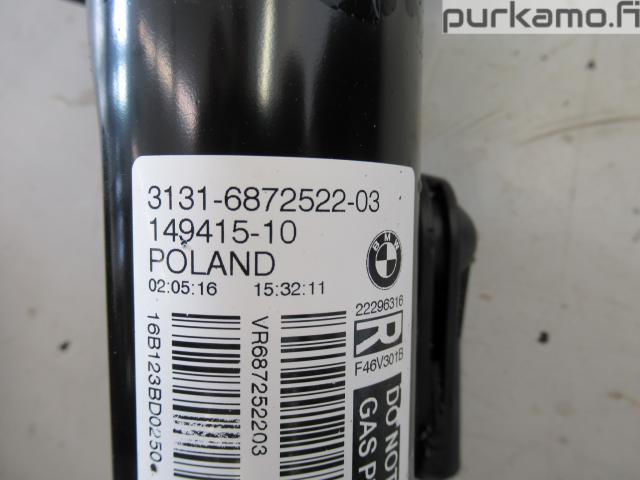 purkamo.fi
3131-6872522-03
149415-10
POLAND
BMW
02:05:16 15:32:11
22296316
R
F46V301B
16B123BD0250
VR687252203
DO NOT
GAS